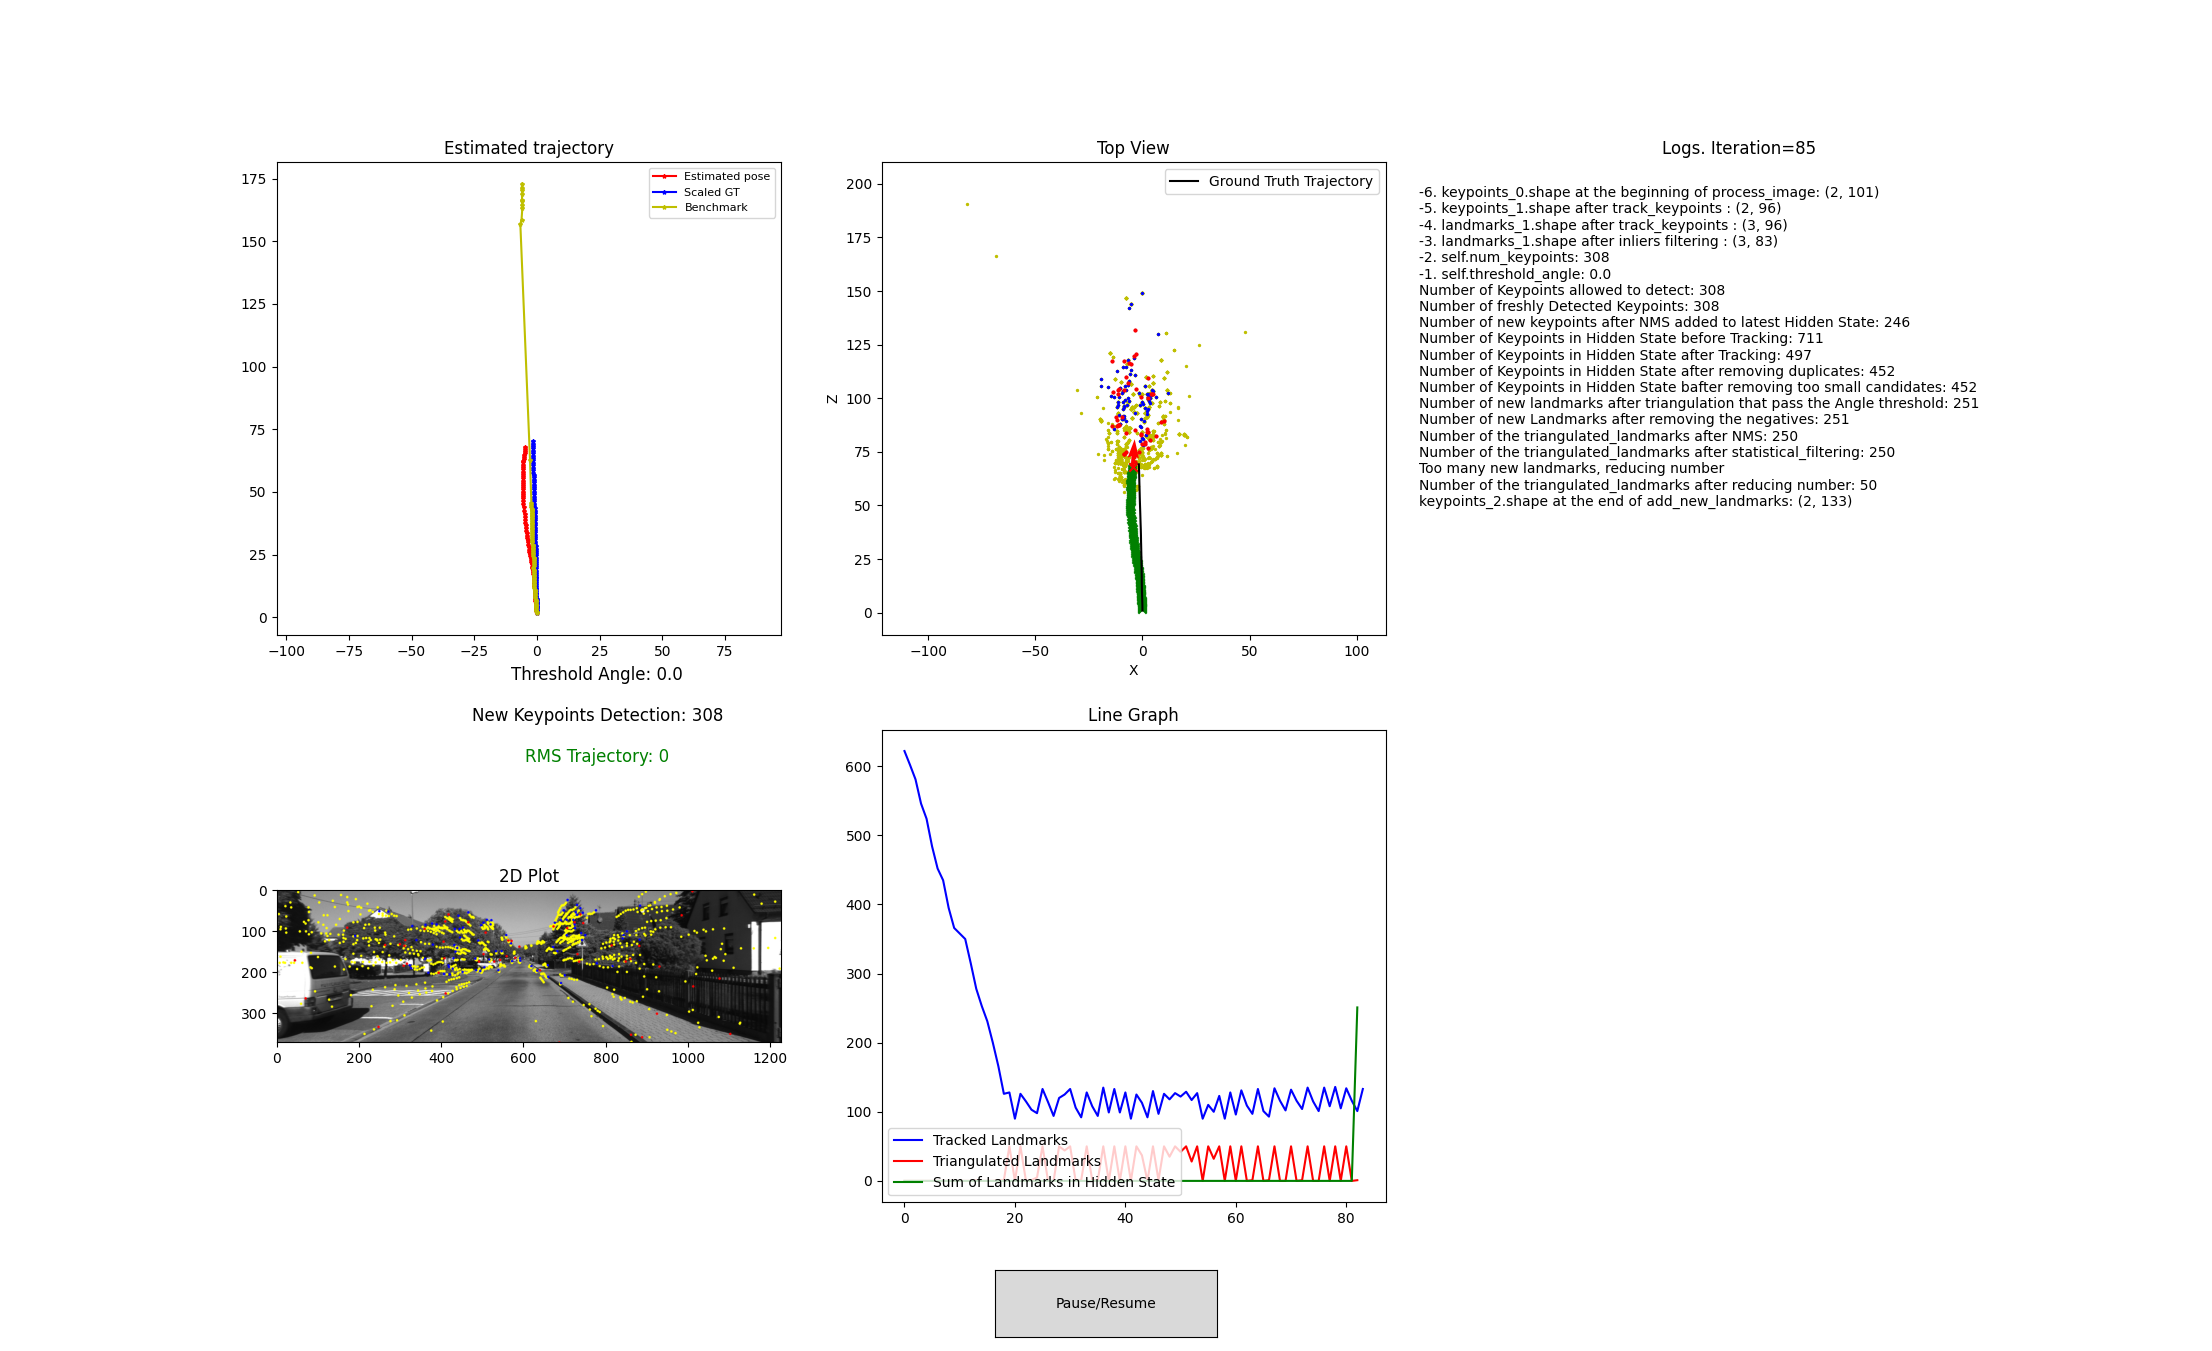 Estimated trajectory
175
150
125
100
75
50
25
0
−100
−75
−50
−25
0
25
50
75
Estimated pose
Scaled GT
Benchmark
Top View
200
175
150
125
100
75
50
25
0
Z
−100
−50
0
50
100
X
Ground Truth Trajectory
Logs. Iteration=85
-6. keypoints_0.shape at the beginning of process_image: (2, 101)
-5. keypoints_1.shape after track_keypoints : (2, 96)
-4. landmarks_1.shape after track_keypoints : (3, 96)
-3. landmarks_1.shape after inliers filtering : (3, 83)
-2. self.num_keypoints: 308
-1. self.threshold_angle: 0.0
Number of Keypoints allowed to detect: 308
Number of freshly Detected Keypoints: 308
Number of new keypoints after NMS added to latest Hidden State: 246
Number of Keypoints in Hidden State before Tracking: 711
Number of Keypoints in Hidden State after Tracking: 497
Number of Keypoints in Hidden State after removing duplicates: 452
Number of Keypoints in Hidden State bafter removing too small candidates: 452
Number of new landmarks after triangulation that pass the Angle threshold: 251
Number of new Landmarks after removing the negatives: 251
Number of the triangulated_landmarks after NMS: 250
Number of the triangulated_landmarks after statistical_filtering: 250
Too many new landmarks, reducing number
Number of the triangulated_landmarks after reducing number: 50
keypoints_2.shape at the end of add_new_landmarks: (2, 133)
Threshold Angle: 0.0
New Keypoints Detection: 308
RMS Trajectory: 0
2D Plot
0
100
200
300
0
200
400
600
800
1000
1200
Line Graph
600
500
400
300
200
100
0
0
20
40
60
80
Tracked Landmarks
Triangulated Landmarks
Sum of Landmarks in Hidden State
Pause/Resume